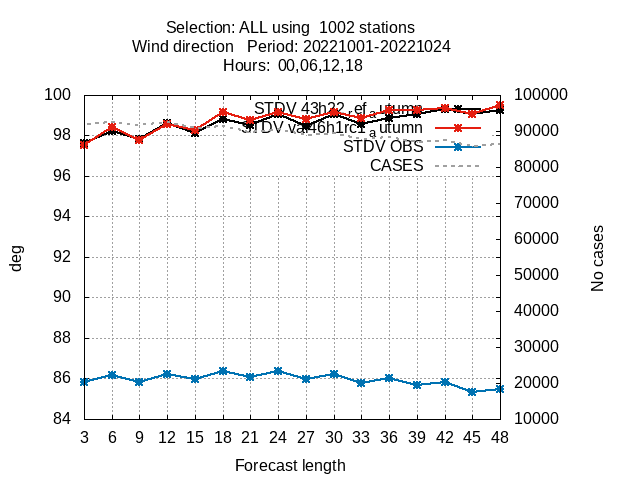 Selection: ALL using  1002 stations
Wind direction   Period: 20221001-20221024
Hours:  00,06,12,18
100
98
96
94
92
90
88
86
84
deg
STDV OBS
CASES
100000
90000
80000
70000
60000
50000
40000
30000
20000
10000
No cases
3 6 9 12 15 18 21 24 27 30 33 36 39 42 45 48
Forecast length